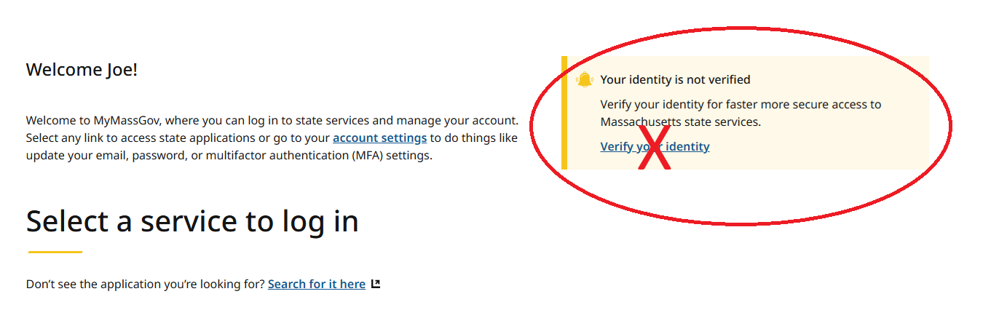 Welcome Joe!
Welcome to MyMassGov, where you can log in to state services and manage your account.
Select any link to access state applications or go to your account settings to do things like
update your email, password, or multifactor authentication (MFA) settings.
Your identity is not verified
Verify your identity for faster more secure access to
Massachusetts state services.
Verify your identity
X
Select a service to log in
Don’t see the application you’re looking for? Search for it here